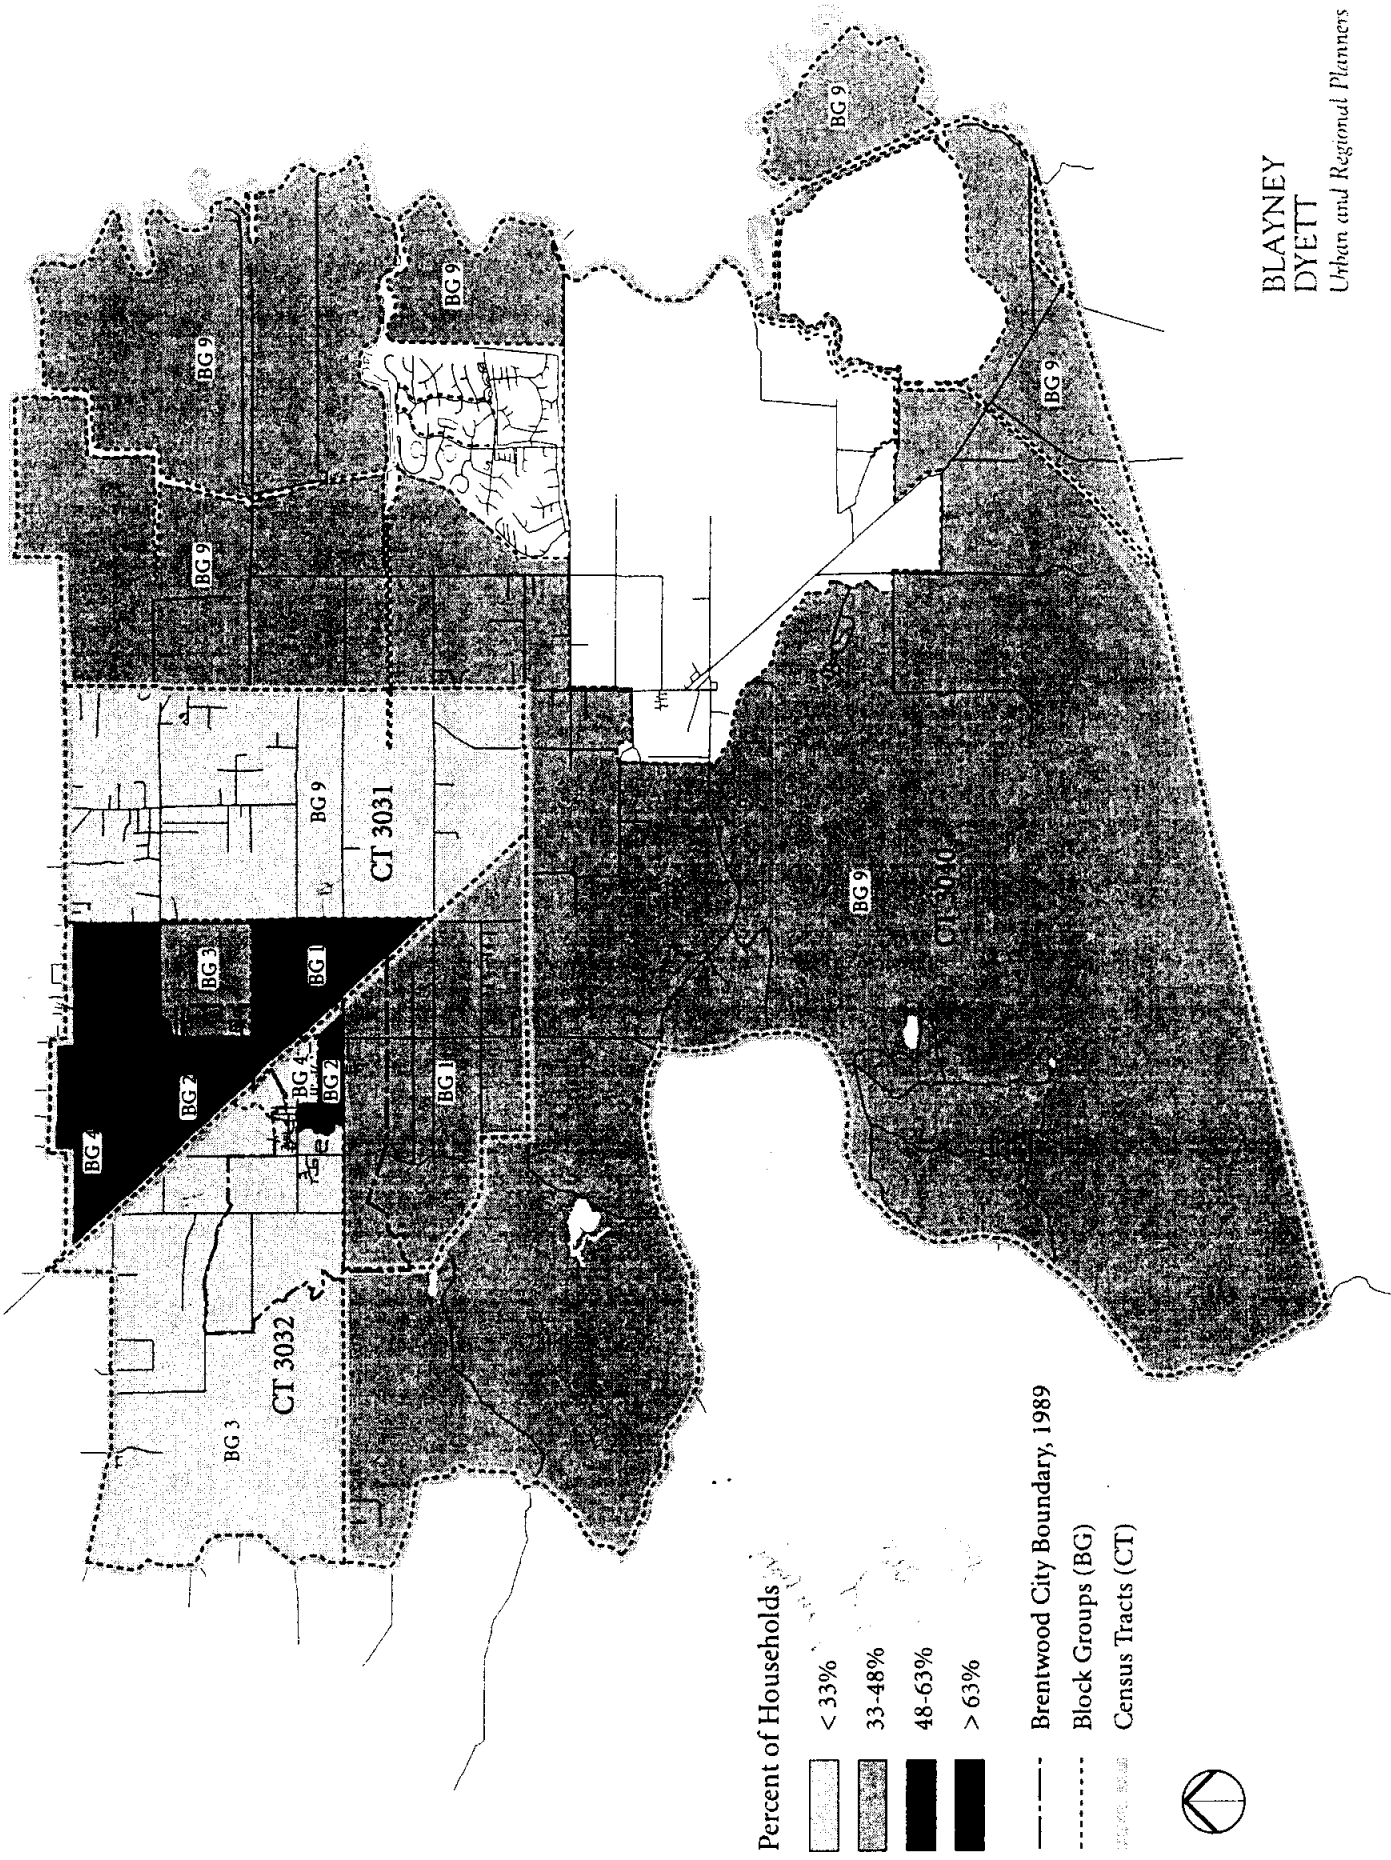 BG 9
BG 9
BG 9
BG 9
BG 9
BG 9
CT 3031
BG 3
BG 1
BG 4
BG 2
BG 4
BG 2
BG 1
BG 9
CT 3032
BG 3
BG 9
Percent of Households
< 33%
33-48%
48-63%
> 63%
Brentwood City Boundary, 1989
Block Groups (BG)
Census Tracts (CT)
BLAYNEY
DYETT
Urban and Regional Planners